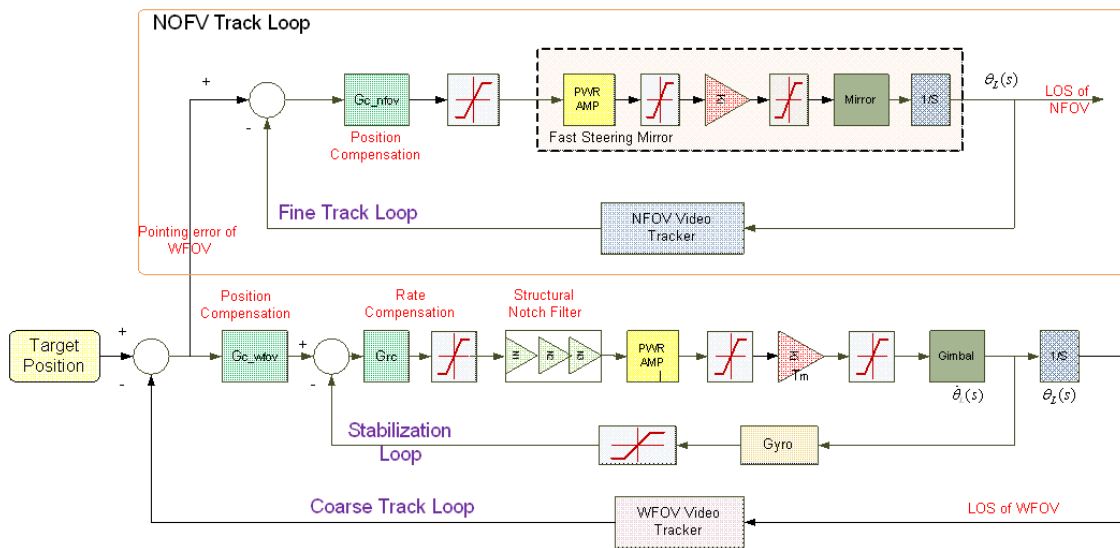 NOFV Track Loop
+
-
Gc_nfov
Position
Compensation
PWR
AMP
Mirror
1/S
θL(s)
LOS of
NFOV
Fast Steering Mirror
Fine Track Loop
NFOV Video
Tracker
Pointing error of
WFOV
Position
Compensation
Rate
Compensation
Structural
Notch Filter
Target
Position
+
-
Gc_wfov
+
-
Grc
PWR
AMP
Tm
Gimbal
1/S
θL(s)
Stabilization
Loop
Gyro
Coarse Track Loop
WFOV Video
Tracker
LOS of WFOV